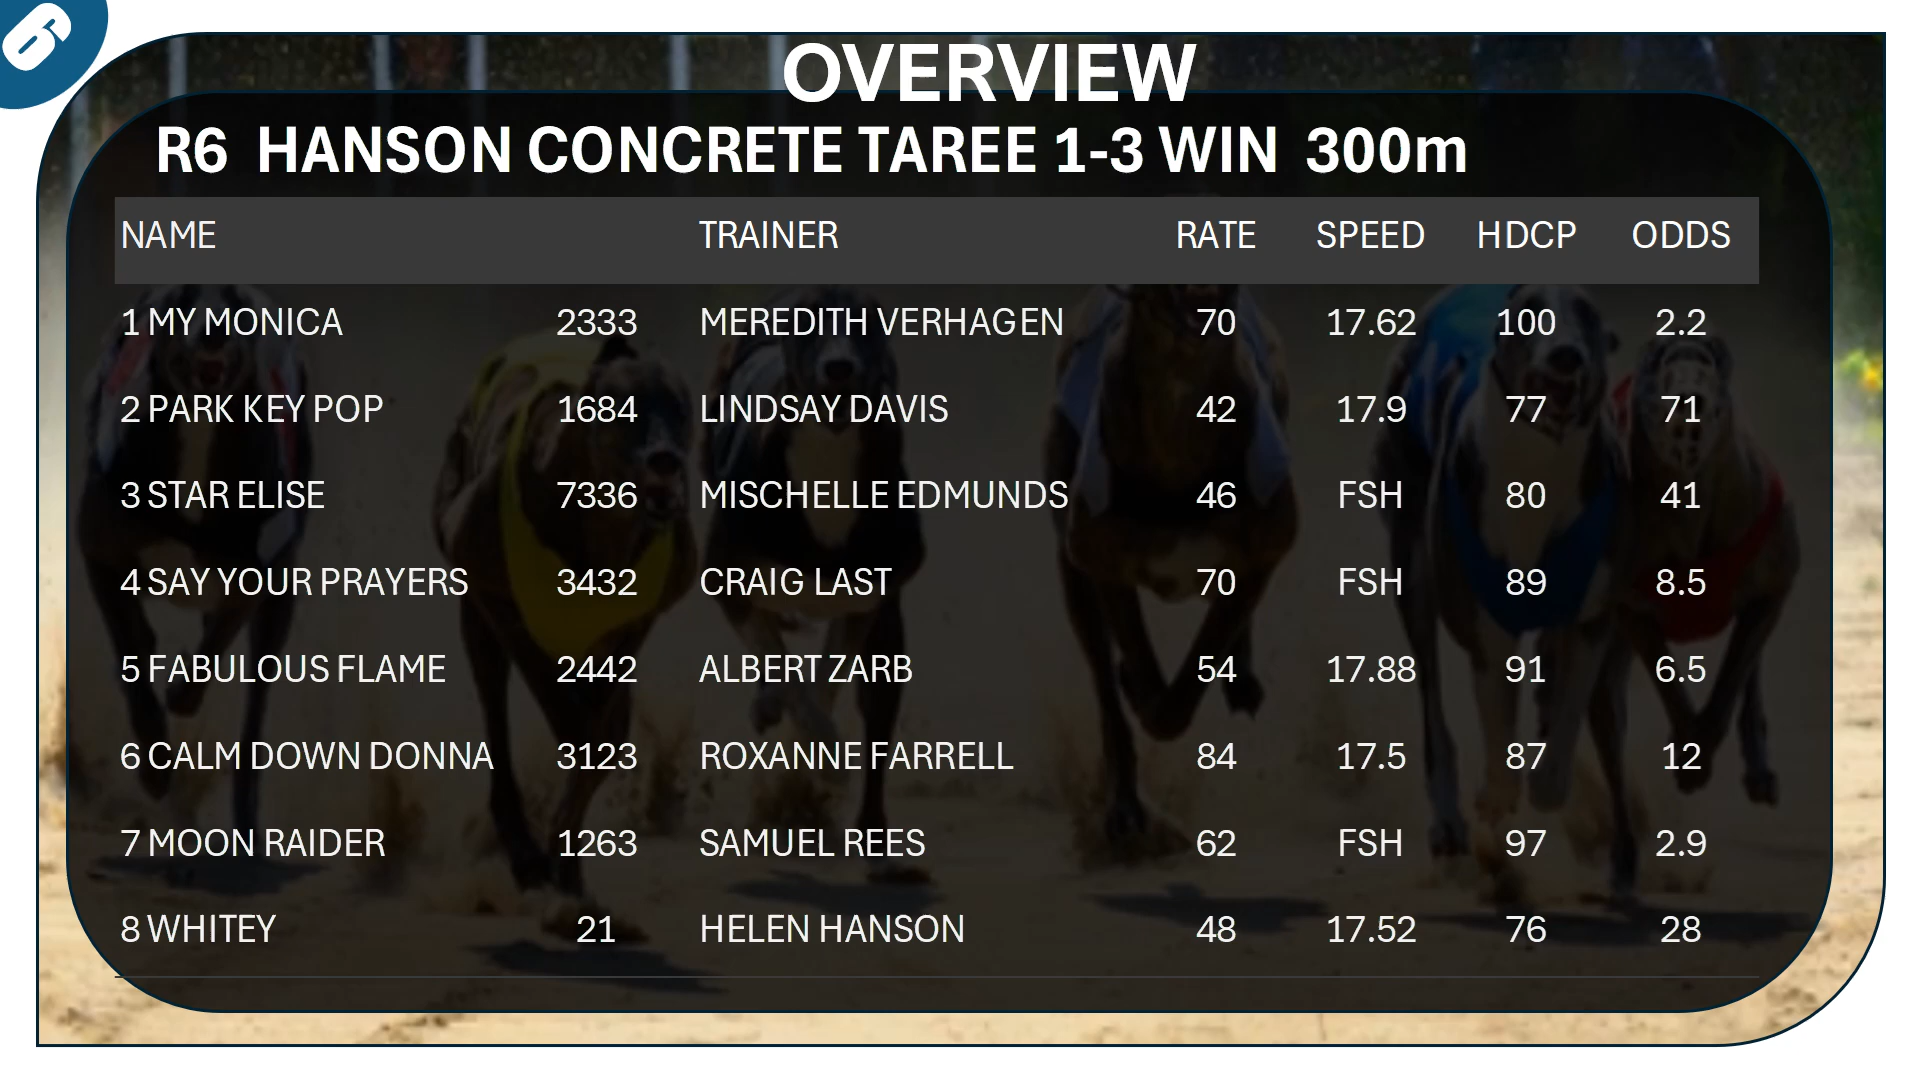 6
OVERVIEW
R6 HANSON CONCRETE TAREE 1-3 WIN 300m
NAME TRAINER RATE SPEED HDCP ODDS
1 MY MONICA 2333 MEREDITH VERHAGEN 70 17.62 100 2.2
2 PARK KEY POP 1684 LINDSAY DAVIS 42 17.9 77 71
3 STAR ELISE 7336 MISCHELLE EDMUNDS 46 FSH 80 41
4 SAY YOUR PRAYERS 3432 CRAIG LAST 70 FSH 89 8.5
5 FABULOUS FLAME 2442 ALBERT ZARB 54 17.88 91 6.5
6 CALM DOWN DONNA 3123 ROXANNE FARRELL 84 17.5 87 12
7 MOON RAIDER 1263 SAMUEL REES 62 FSH 97 2.9
8 WHITEY 21 HELEN HANSON 48 17.52 76 28